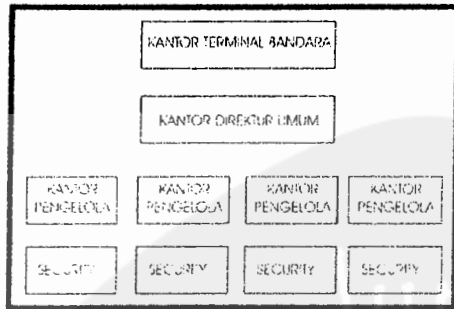 KANTOR TERMINAL BANDARA
KANTOR DIREKTUR UMUM
KANTOR KANTOR KANTOR KANTOR
PENGELOLA PENGELOLA PENGELOLA PENGELOLA
SECURITY SECURITY SECURITY SECURITY